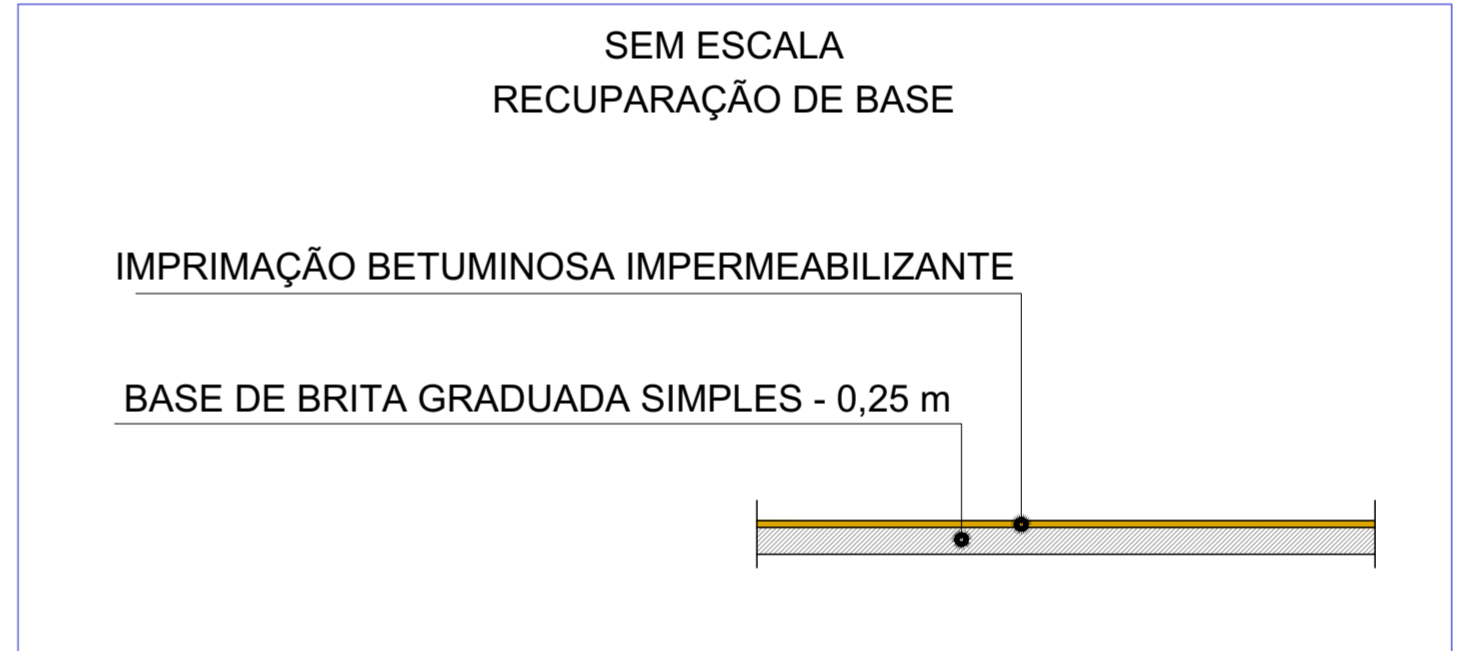 SEM ESCALA
RECUPARAÇÃO DE BASE
IMPRIMAÇÃO BETUMINOSA IMPERMEABILIZANTE
BASE DE BRITA GRADUADA SIMPLES - 0,25 m